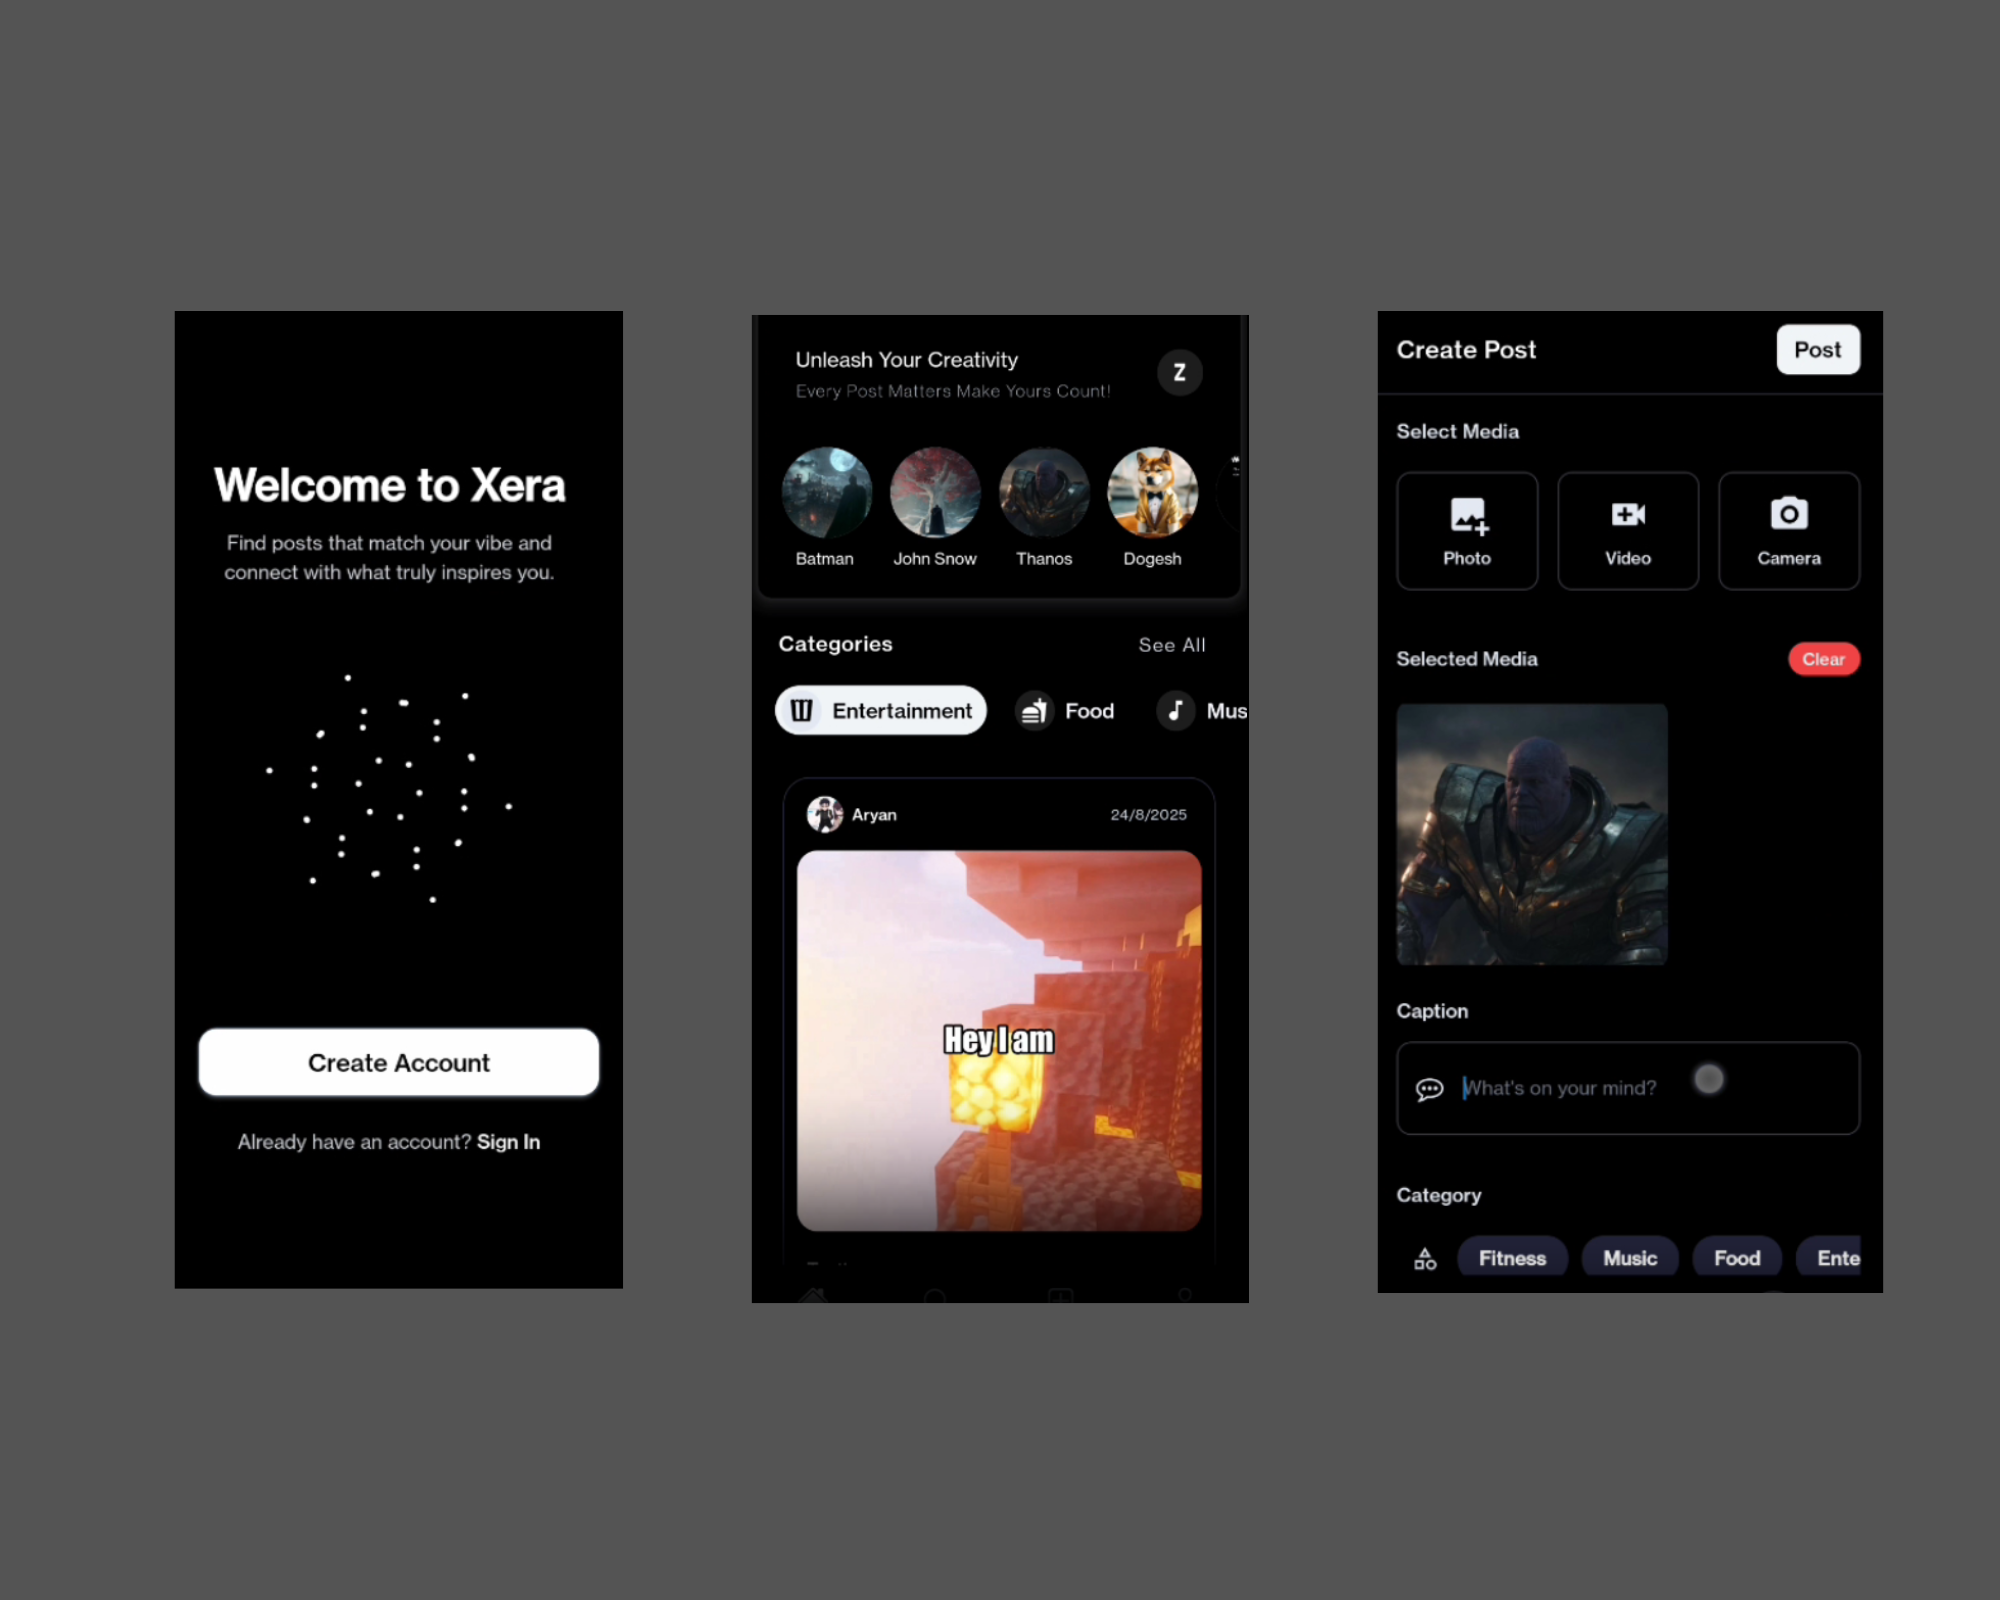 Welcome to Xera
Find posts that match your vibe and
connect with what truly inspires you.
Create Account
Already have an account? Sign In
Unleash Your Creativity
Every Post Matters Make Yours Count!
Z
Batman
John Snow
Thanos
Dogesh
Categories
See All
Entertainment
Food
Mus
Aryan
24/8/2025
Hey I am
Create Post
Post
Select Media
Photo
Video
Camera
Selected Media
Clear
Caption
What's on your mind?
Category
Fitness
Music
Food
Ente